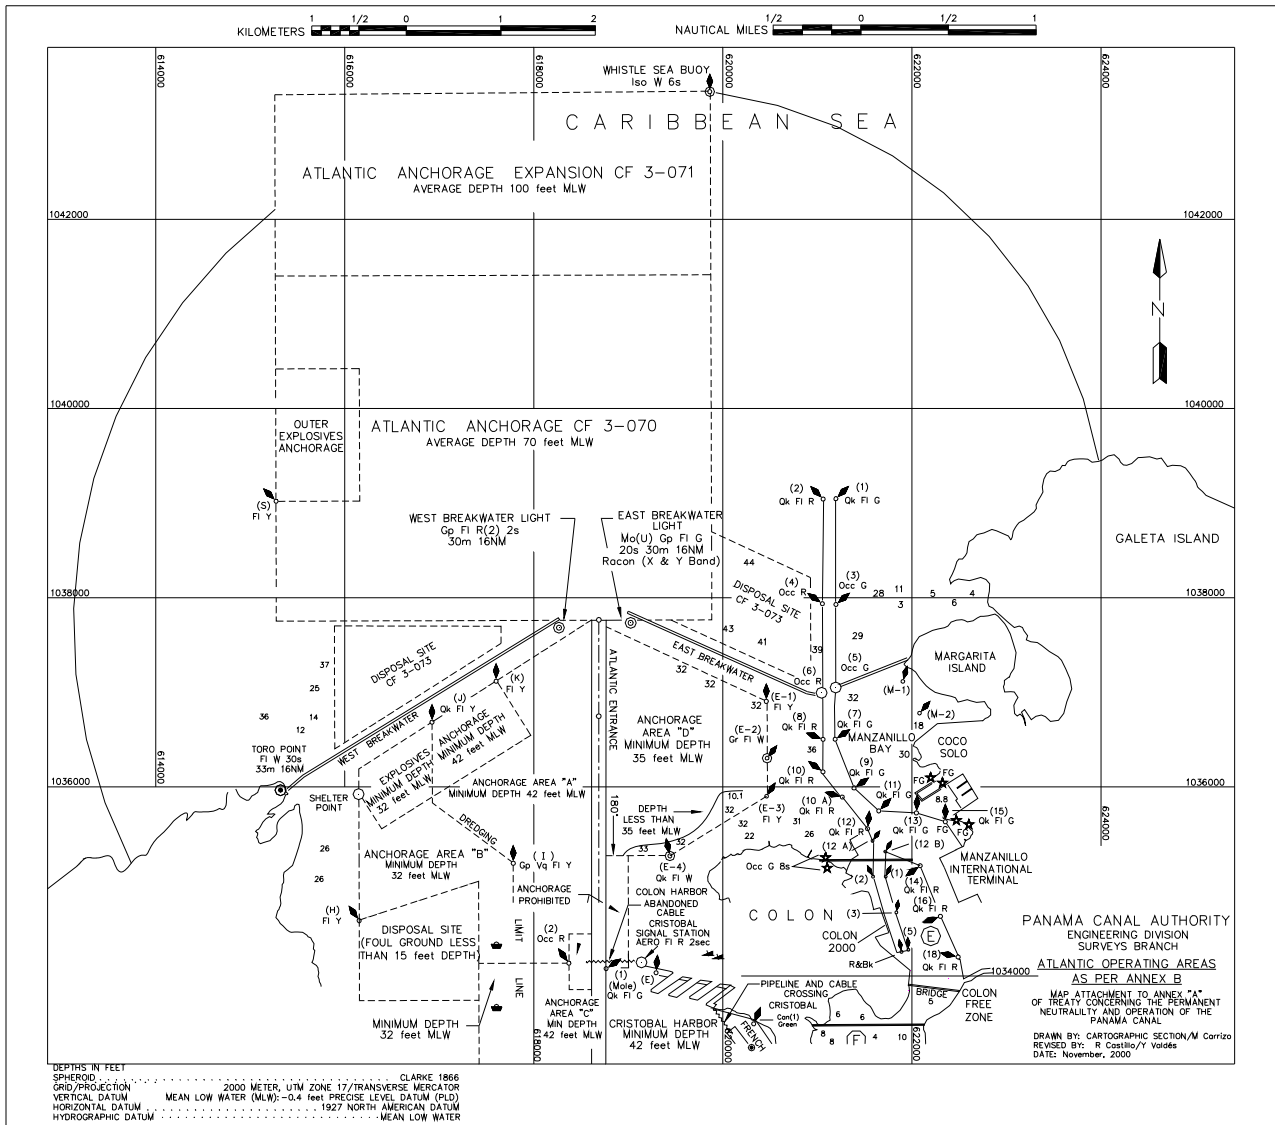 KILOMETERS
1 1/2 0 1 2
NAUTICAL MILES
1/2 0 1/2 1
614000
616000
618000
620000
622000
624000
WHISTLE SEA BUOY
Iso W 6s
CARIBBEAN SEA
ATLANTIC ANCHORAGE EXPANSION CF 3-071
AVERAGE DEPTH 100 feet MLW
1042000
1042000
N
1040000
1040000
OUTER
EXPLOSIVES
ANCHORAGE
ATLANTIC ANCHORAGE CF 3-070
AVERAGE DEPTH 70 feet MLW
(S)
Fl Y
WEST BREAKWATER LIGHT
Gp Fl R(2) 2s
30m 16NM
EAST BREAKWATER
LIGHT
Mo(U) Gp Fl G
20s 30m 16NM
Racon (X & Y Band)
(2)
Qk Fl R
(1)
Qk Fl G
GALETA ISLAND
44
(4)
Occ R
(3)
Occ G
28
11
3
5
6
4
1038000
1038000
DISPOSAL SITE
CF 3-073
43
41
39
29
EAST BREAKWATER
(6)
Occ R
(5)
Occ G
MARGARITA
ISLAND
(M-1)
(M-2)
32
18
30
DISPOSAL SITE
CF 3-073
37
25
14
12
36
WEST BREAKWATER
(K)
Fl Y
(J)
Qk Fl Y
TORO POINT
Fl W 30s
33m 16NM
EXPLOSIVES ANCHORAGE
MINIMUM DEPTH
32 feet MLW
MINIMUM DEPTH
42 feet MLW
ATLANTIC ENTRANCE
180°
32
32
32
ANCHORAGE
AREA "D"
MINIMUM DEPTH
35 feet MLW
(E-1)
Fl Y
(E-2)
Gr Fl W
(E-3)
Fl Y
(8)
Qk Fl R
36
(7)
Qk Fl G
MANZANILLO
BAY
COCO
SOLO
1036000
1036000
614000
624000
SHELTER
POINT
ANCHORAGE AREA "A"
MINIMUM DEPTH 42 feet MLW
DREDGING
LIMIT
LINE
10.1
32
32
22
33
32
DEPTH
LESS THAN
35 feet MLW
31
26
(10)
Qk Fl R
(9)
Qk Fl G
(10 A)
Qk Fl R
(11)
Qk Fl G
(12)
Qk Fl R
(12 A)
(12 B)
(13)
Qk Fl G
FG
FG
FG
FG
8.8
(15)
Qk Fl G
MANZANILLO
INTERNATIONAL
TERMINAL
26
26
ANCHORAGE AREA "B"
MINIMUM DEPTH
32 feet MLW
(I)
Gp Vq Fl Y
ANCHORAGE
PROHIBITED
(E-4)
Qk Fl W
Occ G 8s
(2)
(1)
(14)
Qk Fl R
(16)
Qk Fl R
(H)
Fl Y
DISPOSAL SITE
(FOUL GROUND LESS
THAN 15 feet DEPTH)
COLON HARBOR
ABANDONED
CABLE
CRISTOBAL
SIGNAL STATION
AERO Fl R 2sec
COLON
(3)
COLON
2000
(5)
R&Bk
(E)
(18)
Qk Fl R
(2)
Occ R
(1)
(Mole)
Qk Fl G
(E)
PANAMA CANAL AUTHORITY
ENGINEERING DIVISION
SURVEYS BRANCH
ATLANTIC OPERATING AREAS
AS PER ANNEX B
MAP ATTACHMENT TO ANNEX "A"
OF TREATY CONCERNING THE PERMANENT
NEUTRAILTY AND OPERATION OF THE
PANAMA CANAL
DRAWN BY: CARTOGRAPHIC SECTION/M Carrizo
REVISED BY: R Castillo/Y Valdés
DATE: November, 2000
1034000
PIPELINE AND CABLE
CROSSING
CRISTOBAL
Can(1)
Green
FRENCH
BRIDGE
5
COLON
FREE
ZONE
MINIMUM DEPTH
32 feet MLW
ANCHORAGE
AREA "C"
MIN DEPTH
42 feet MLW
CRISTOBAL HARBOR
MINIMUM DEPTH
42 feet MLW
6
6
8
8
4
10
(F)
618000
620000
622000
DEPTHS IN FEET
SPHEROID CLARKE 1866
GRID/PROJECTION 2000 METER, UTM ZONE 17/TRANSVERSE MERCATOR
VERTICAL DATUM MEAN LOW WATER (MLW):-0.4 feet PRECISE LEVEL DATUM (PLD)
HORIZONTAL DATUM 1927 NORTH AMERICAN DATUM
HYDROGRAPHIC DATUM MEAN LOW WATER